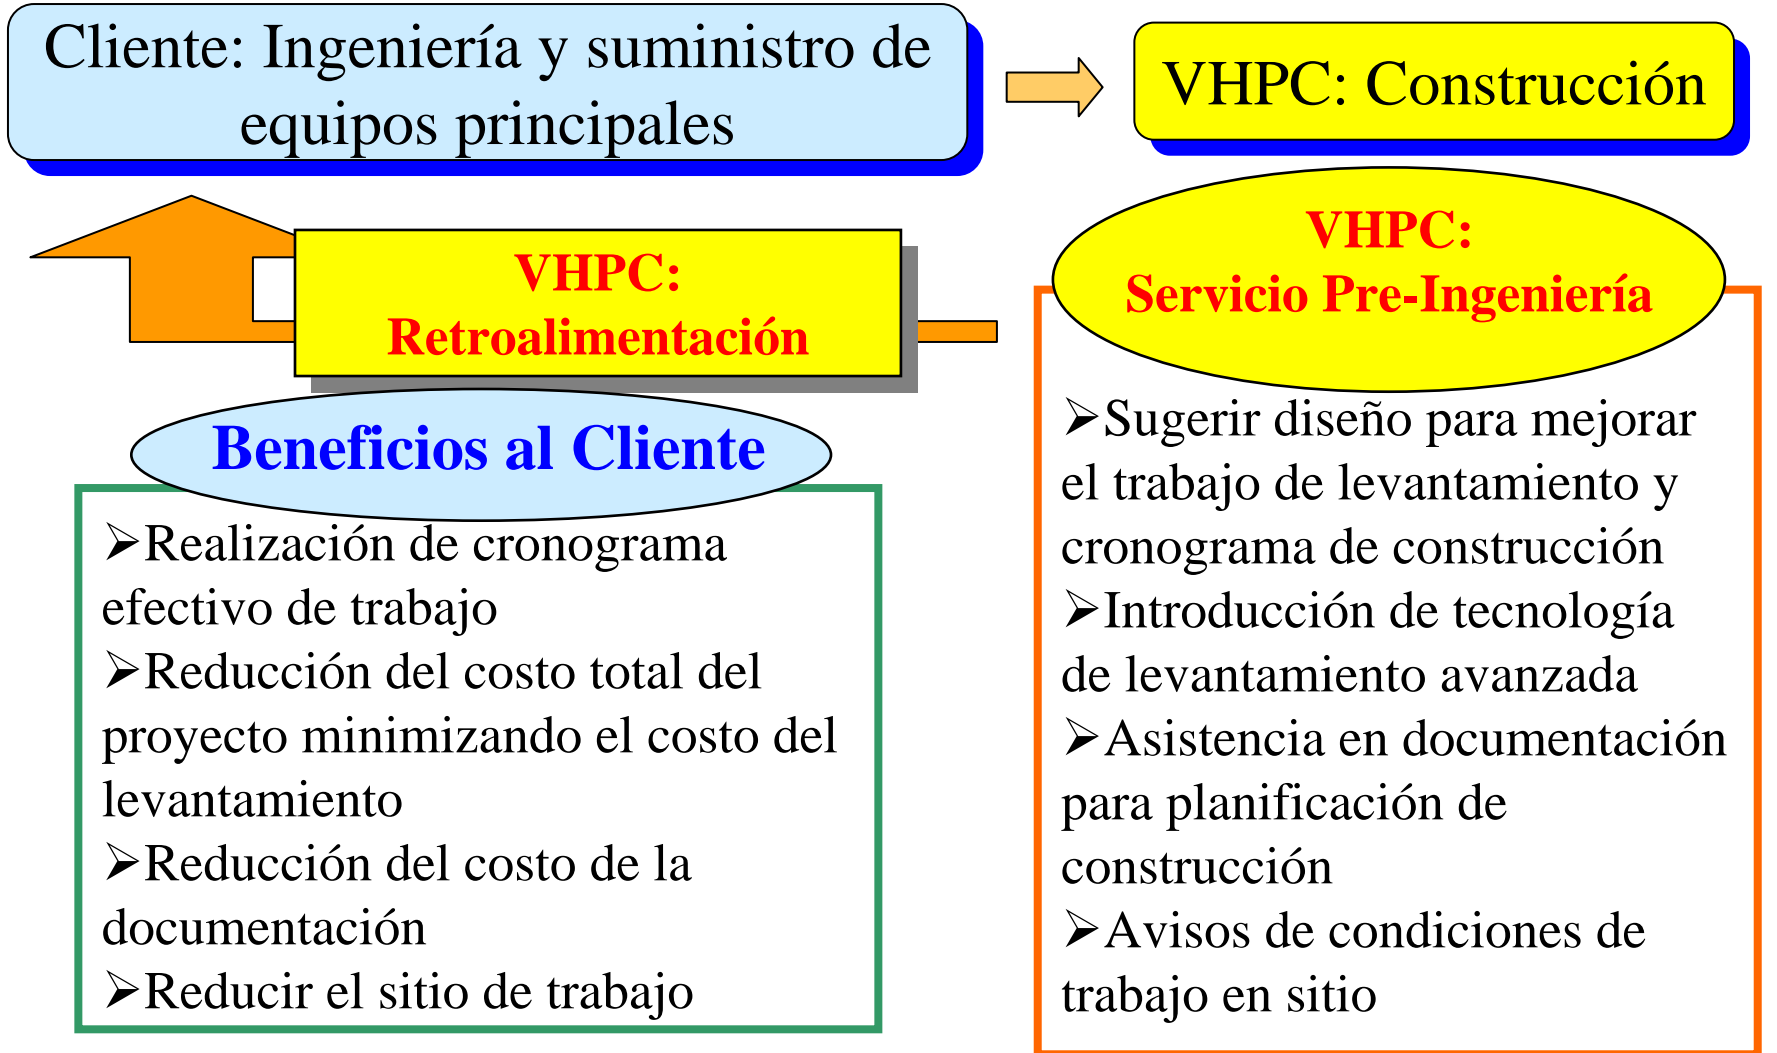 Cliente: Ingeniería y suministro de
equipos principales
VHPC: Construcción
VHPC:
Retroalimentación
VHPC:
Servicio Pre-Ingeniería
Beneficios al Cliente
➢Realización de cronograma
efectivo de trabajo
➢Reducción del costo total del
proyecto minimizando el costo del
levantamiento
➢Reducción del costo de la
documentación
➢Reducir el sitio de trabajo
➢Sugerir diseño para mejorar
el trabajo de levantamiento y
cronograma de construcción
➢Introducción de tecnología
de levantamiento avanzada
➢Asistencia en documentación
para planificación de
construcción
➢Avisos de condiciones de
trabajo en sitio